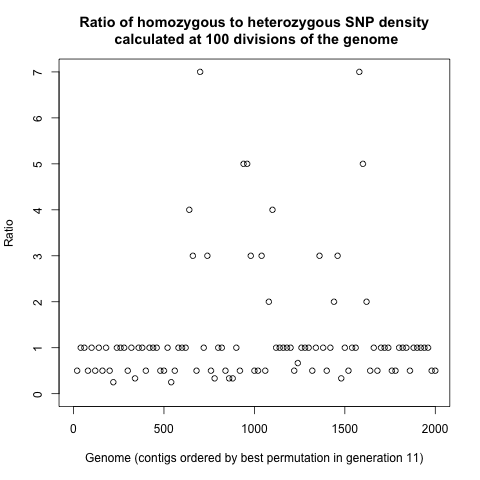 Ratio of homozygous to heterozygous SNP density
calculated at 100 divisions of the genome
7
6
5
4
3
2
1
0
Ratio
0 500 1000 1500 2000
Genome (contigs ordered by best permutation in generation 11)